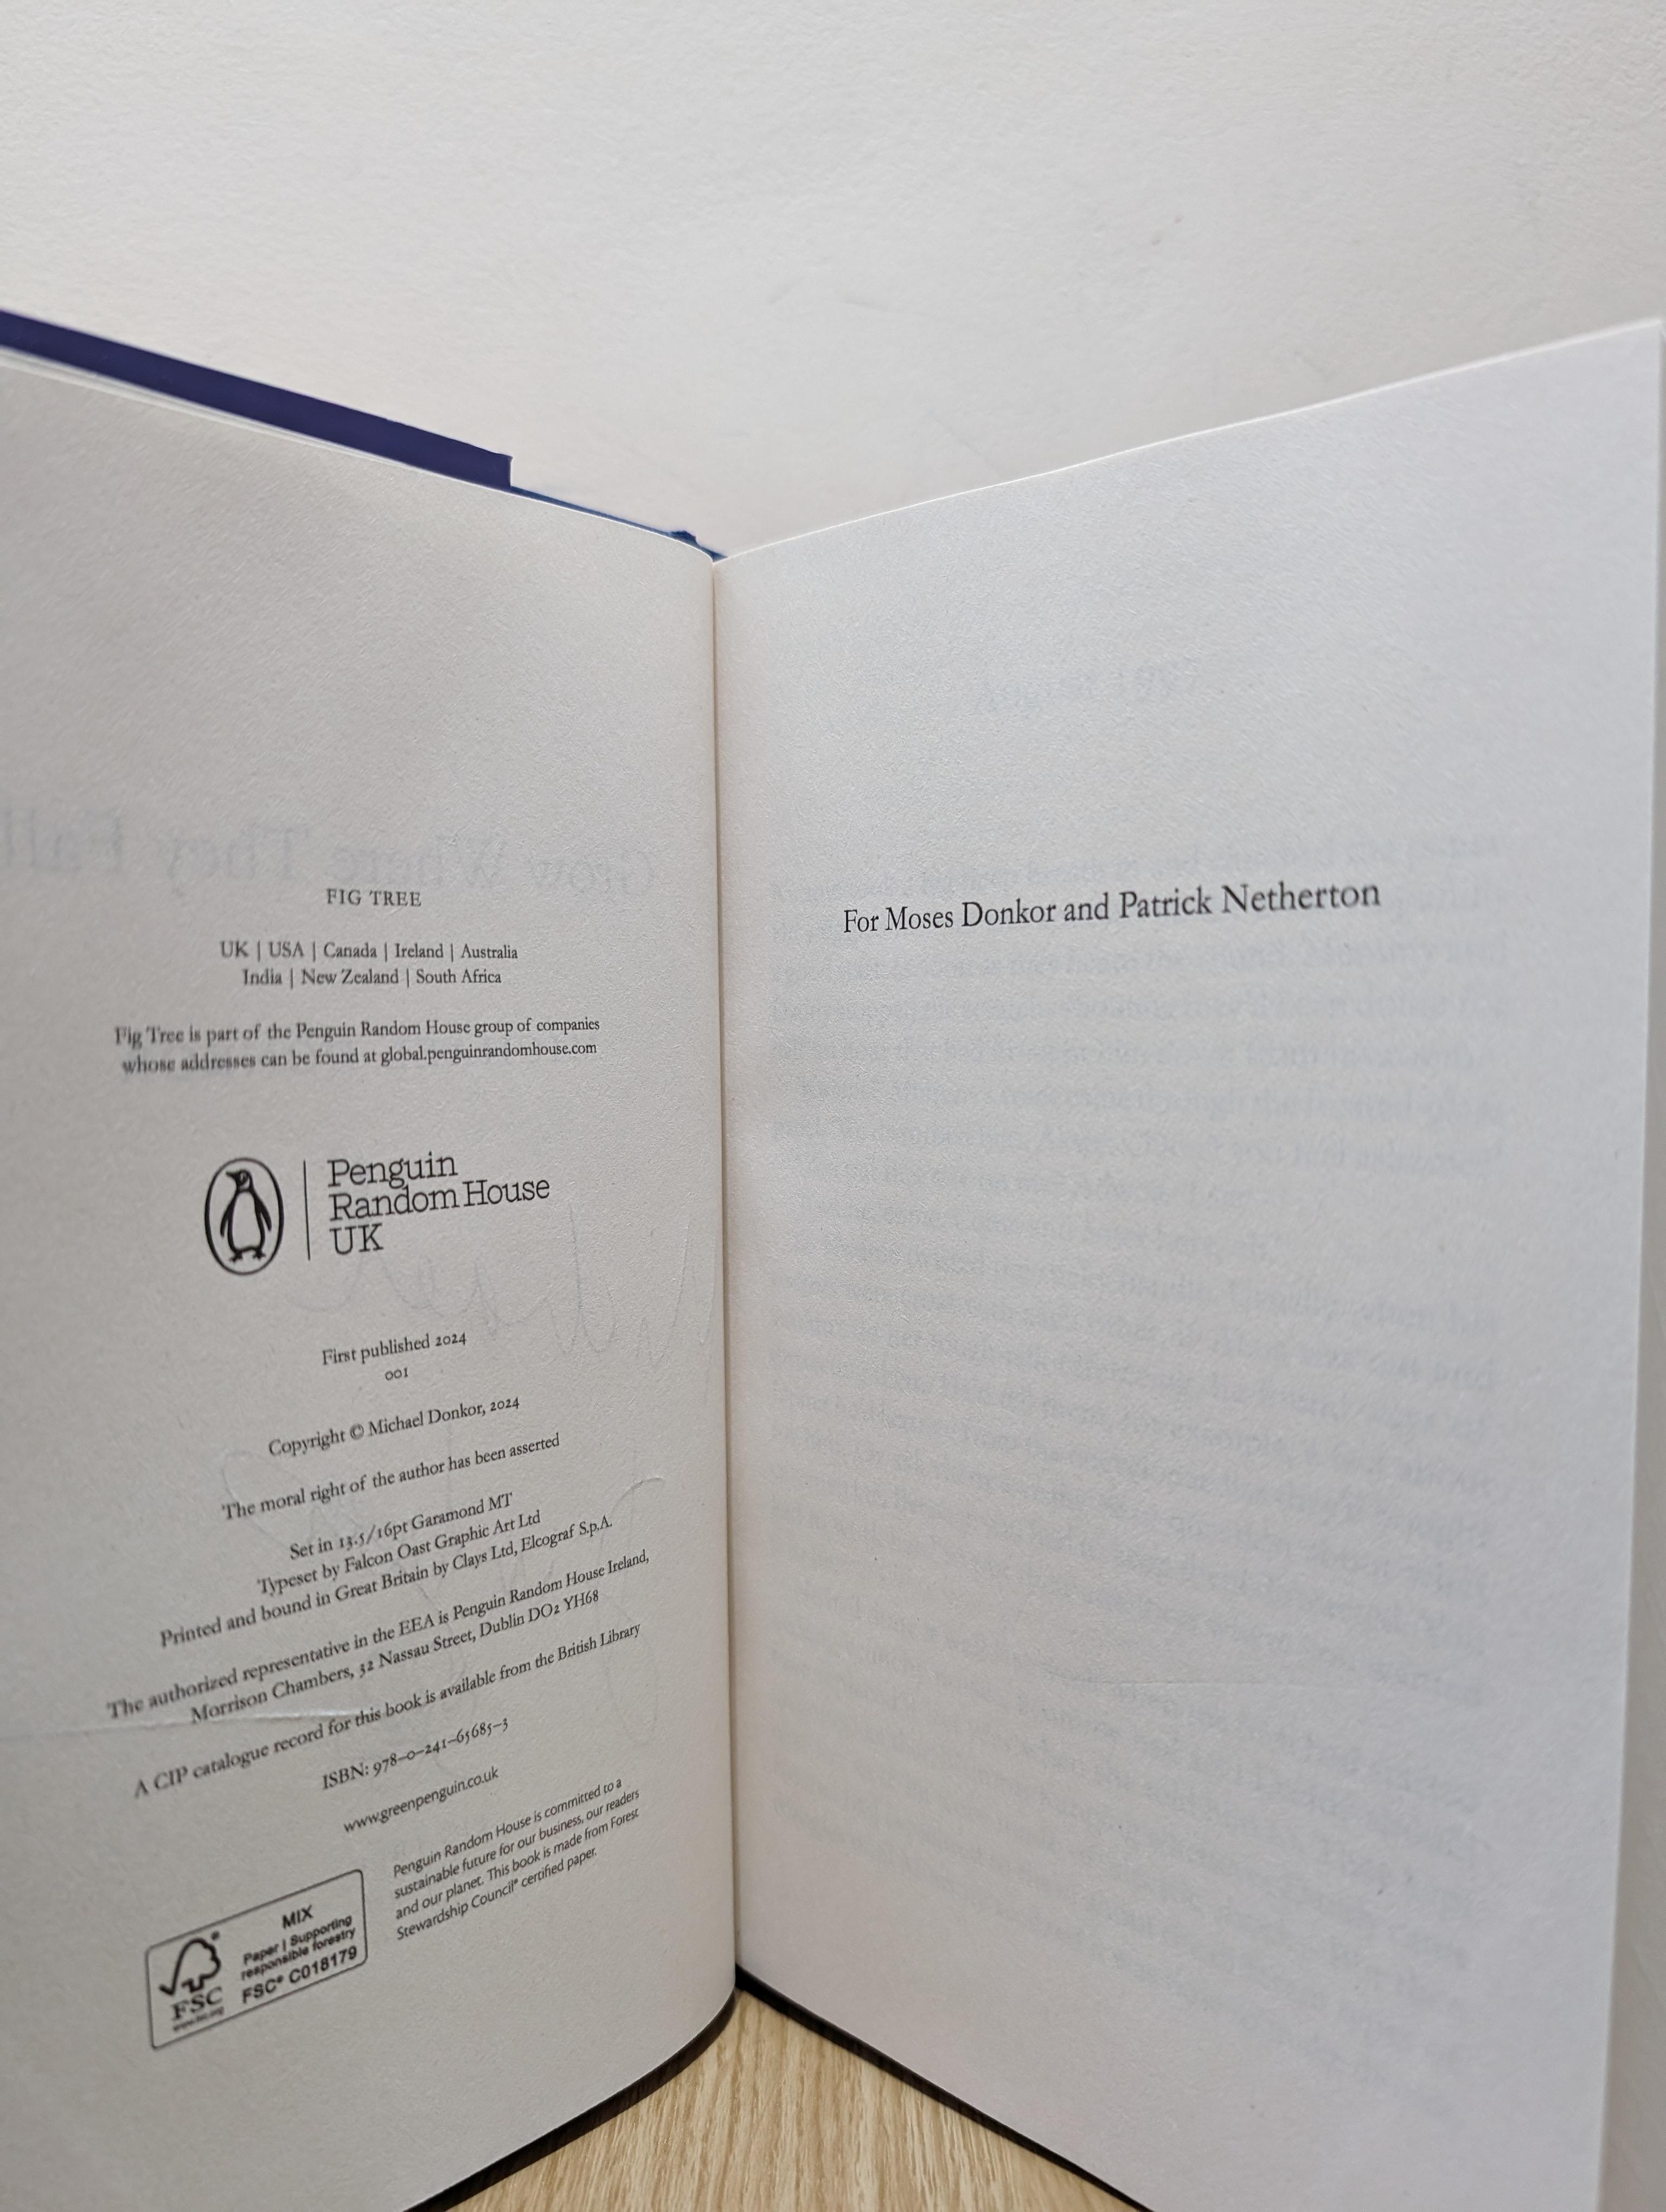 Grow Where They Fall
FIG TREE
UK | USA | Canada | Ireland | Australia
India | New Zealand | South Africa
Fig Tree is part of the Penguin Random House group of companies
whose addresses can be found at global.penguinrandomhouse.com
Penguin
Random House
UK
First published 2024
001
Copyright © Michael Donkor, 2024
The moral right of the author has been asserted
Set in 13.5/16pt Garamond MT
Typeset by Falcon Oast Graphic Art Ltd
Printed and bound in Great Britain by Clays Ltd, Elcograf S.p.A.
The authorized representative in the EEA is Penguin Random House Ireland,
Morrison Chambers, 32 Nassau Street, Dublin DO2 YH68
A CIP catalogue record for this book is available from the British Library
ISBN: 978–0–241–65685–3
www.greenpenguin.co.uk
MIX
Paper | Supporting
responsible forestry
FSC® C018179
FSC
Penguin Random House is committed to a
sustainable future for our business, our readers
and our planet. This book is made from Forest
Stewardship Council® certified paper.
For Moses Donkor and Patrick Netherton